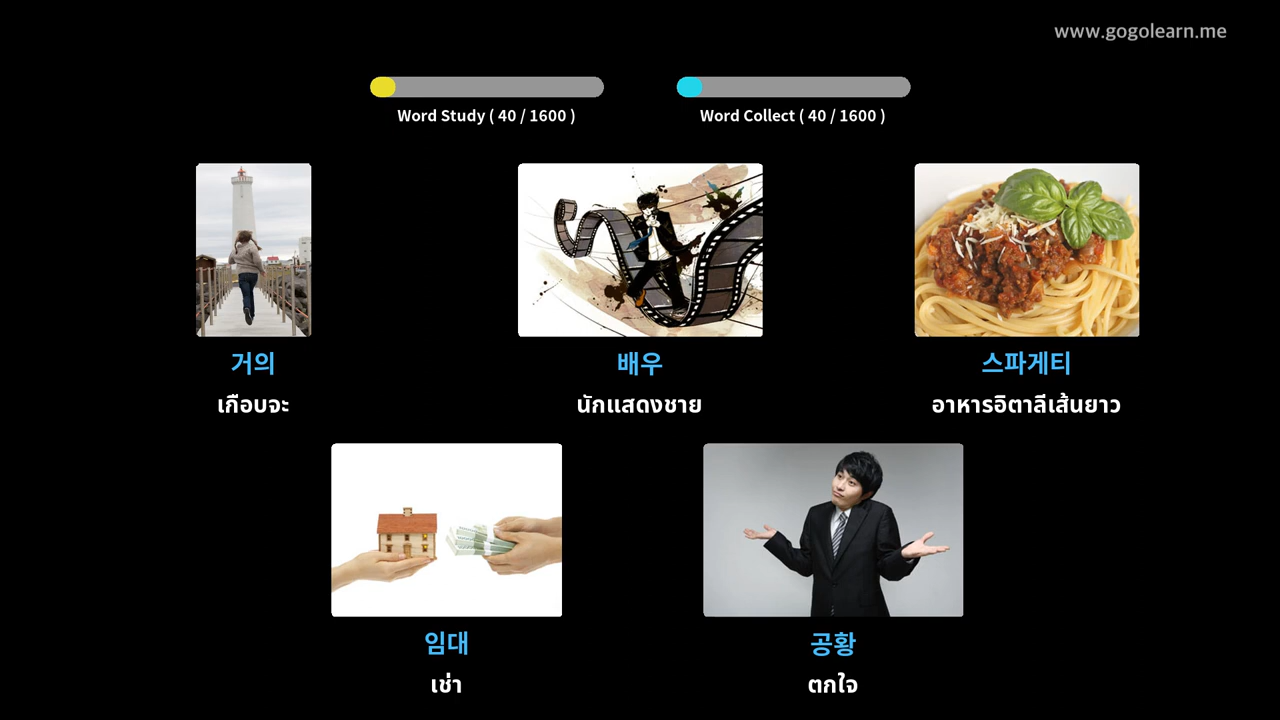 www.gogolearn.me
Word Study ( 40 / 1600 )
Word Collect ( 40 / 1600 )
거의
เกือบจะ
배우
นักแสดงชาย
스파게티
อาหารอิตาลีเส้นยาว
임대
เช่า
공황
ตกใจ